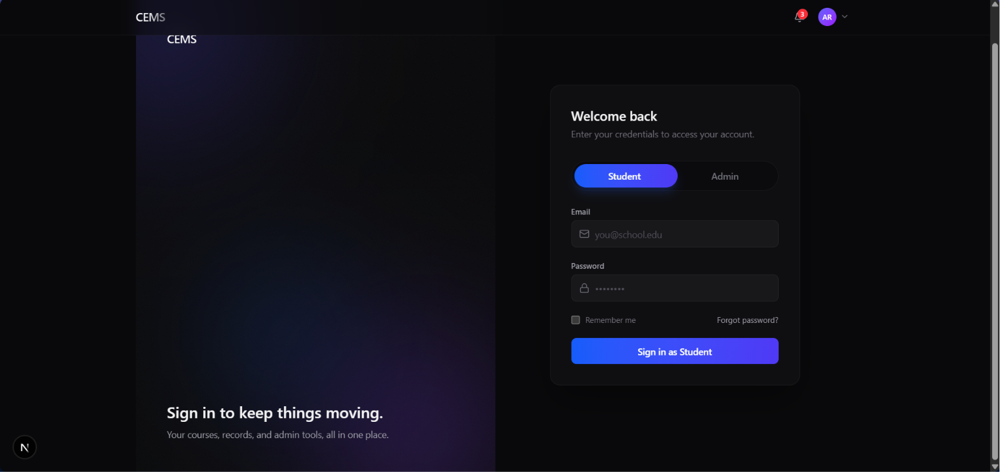 CEMS
3
AR
CEMS
Welcome back
Enter your credentials to access your account.
Student
Admin
Email
you@school.edu
Password
••••••••
Remember me
Forgot password?
Sign in as Student
Sign in to keep things moving.
Your courses, records, and admin tools, all in one place.
N